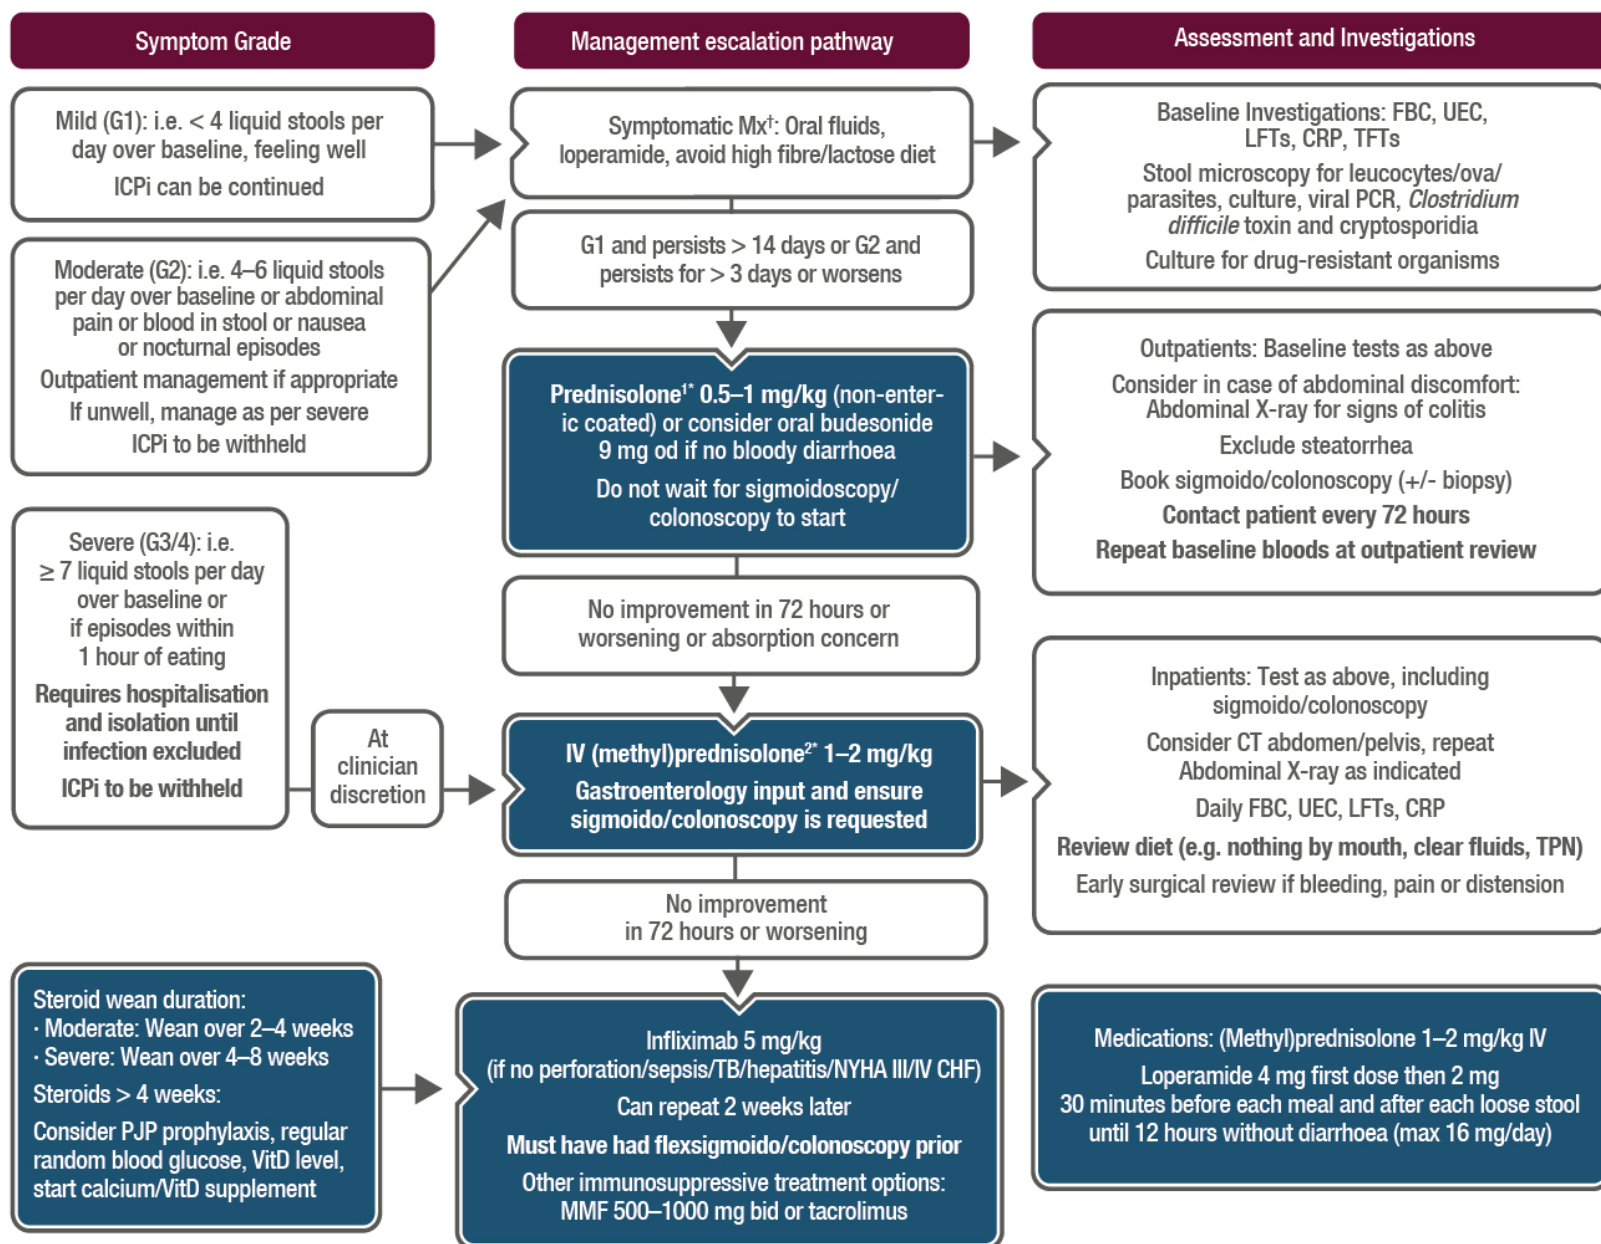 Symptom Grade
Management escalation pathway
Assessment and Investigations
Mild (G1): i.e. < 4 liquid stools per
day over baseline, feeling well
ICPi can be continued
Symptomatic Mx†: Oral fluids,
loperamide, avoid high fibre/lactose diet
Baseline Investigations: FBC, UEC,
LFTs, CRP, TFTs
Stool microscopy for leucocytes/ova/
parasites, culture, viral PCR, Clostridium
difficile toxin and cryptosporidia
Culture for drug-resistant organisms
G1 and persists > 14 days or G2 and
persists for > 3 days or worsens
Moderate (G2): i.e. 4–6 liquid stools
per day over baseline or abdominal
pain or blood in stool or nausea
or nocturnal episodes
Outpatient management if appropriate
If unwell, manage as per severe
ICPi to be withheld
Prednisolone1* 0.5–1 mg/kg (non-enter-
ic coated) or consider oral budesonide
9 mg od if no bloody diarrhoea
Do not wait for sigmoidoscopy/
colonoscopy to start
Outpatients: Baseline tests as above
Consider in case of abdominal discomfort:
Abdominal X-ray for signs of colitis
Exclude steatorrhea
Book sigmoido/colonoscopy (+/- biopsy)
Contact patient every 72 hours
Repeat baseline bloods at outpatient review
Severe (G3/4): i.e.
≥ 7 liquid stools per day
over baseline or
if episodes within
1 hour of eating
Requires hospitalisation
and isolation until
infection excluded
ICPi to be withheld
At
clinician
discretion
No improvement in 72 hours or
worsening or absorption concern
IV (methyl)prednisolone2* 1–2 mg/kg
Gastroenterology input and ensure
sigmoido/colonoscopy is requested
Inpatients: Test as above, including
sigmoido/colonoscopy
Consider CT abdomen/pelvis, repeat
Abdominal X-ray as indicated
Daily FBC, UEC, LFTs, CRP
Review diet (e.g. nothing by mouth, clear fluids, TPN)
Early surgical review if bleeding, pain or distension
No improvement
in 72 hours or worsening
Steroid wean duration:
· Moderate: Wean over 2–4 weeks
· Severe: Wean over 4–8 weeks
Steroids > 4 weeks:
Consider PJP prophylaxis, regular
random blood glucose, VitD level,
start calcium/VitD supplement
Infliximab 5 mg/kg
(if no perforation/sepsis/TB/hepatitis/NYHA III/IV CHF)
Can repeat 2 weeks later
Must have had flexsigmoido/colonoscopy prior
Other immunosuppressive treatment options:
MMF 500–1000 mg bid or tacrolimus
Medications: (Methyl)prednisolone 1–2 mg/kg IV
Loperamide 4 mg first dose then 2 mg
30 minutes before each meal and after each loose stool
until 12 hours without diarrhoea (max 16 mg/day)